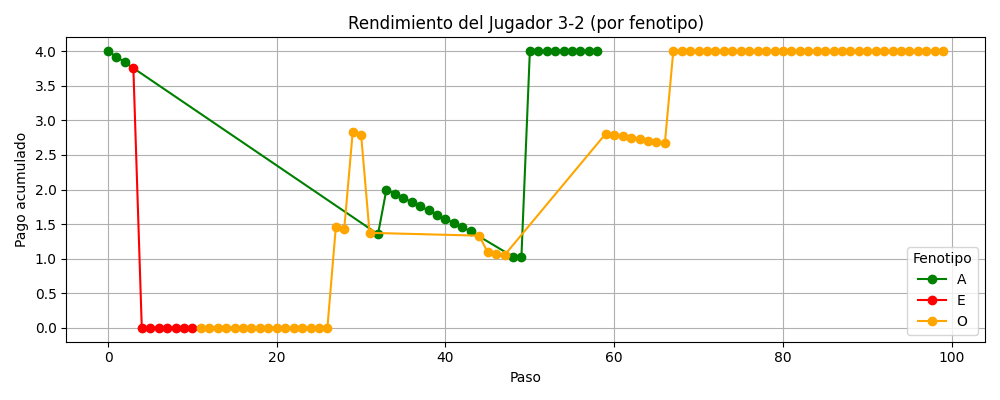 Rendimiento del Jugador 3-2 (por fenotipo)
Pago acumulado
4.0
3.5
3.0
2.5
2.0
1.5
1.0
0.5
0.0
0 20 40 60 80 100
Paso
Fenotipo
A
E
O